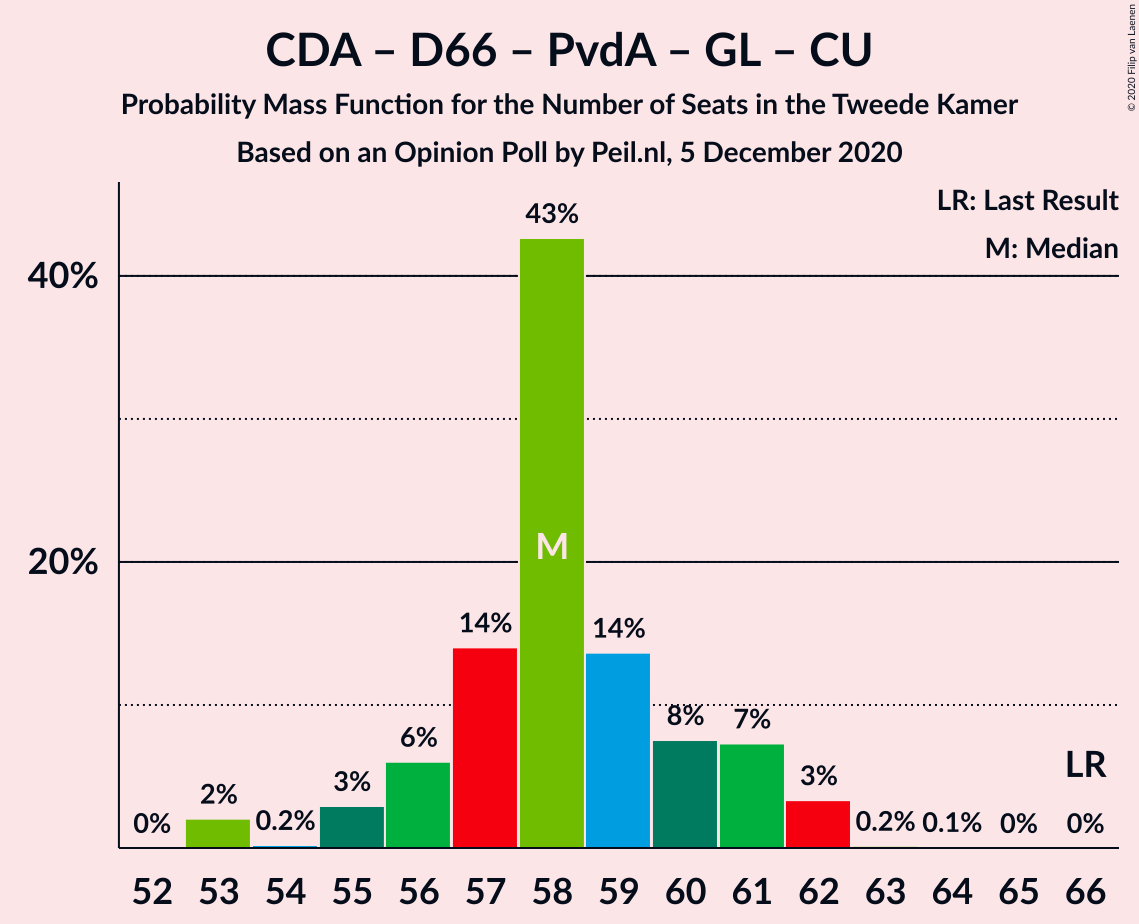 CDA – D66 – PvdA – GL – CU
Probability Mass Function for the Number of Seats in the Tweede Kamer
Based on an Opinion Poll by Peil.nl, 5 December 2020
© 2020 Filip van Laenen
LR: Last Result
M: Median
43%
40%
M
20%
14%
14%
8%
7%
6%
3%
3%
LR
2%
0%
0.2%
0.2%
0.1%
0%
0%
52 53 54 55 56 57 58 59 60 61 62 63 64 65 66